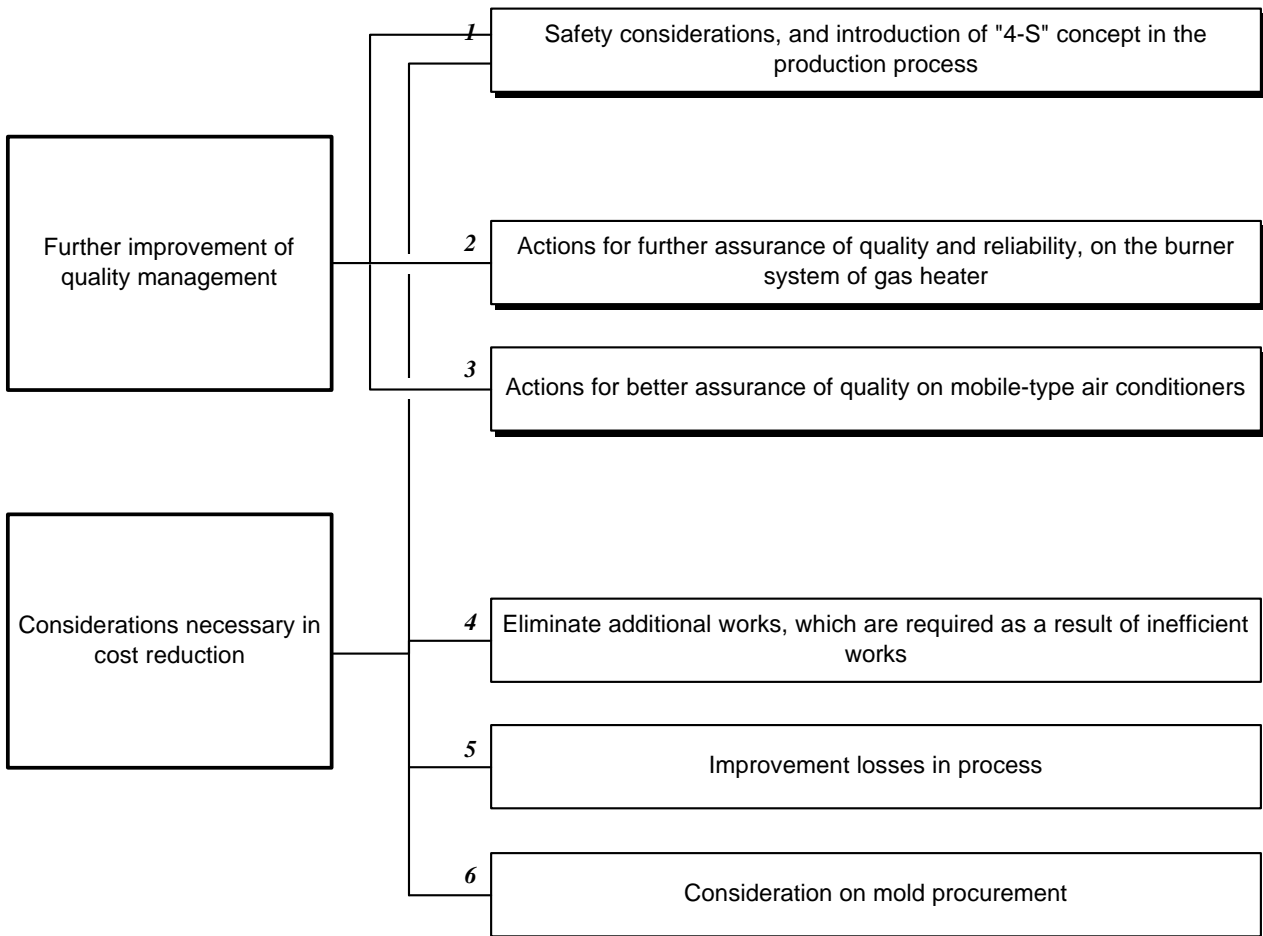 1
Safety considerations, and introduction of "4-S" concept in the
production process
Further improvement of
quality management
2
Actions for further assurance of quality and reliability, on the burner
system of gas heater
3
Actions for better assurance of quality on mobile-type air conditioners
Considerations necessary in
cost reduction
4
Eliminate additional works, which are required as a result of inefficient
works
5
Improvement losses in process
6
Consideration on mold procurement